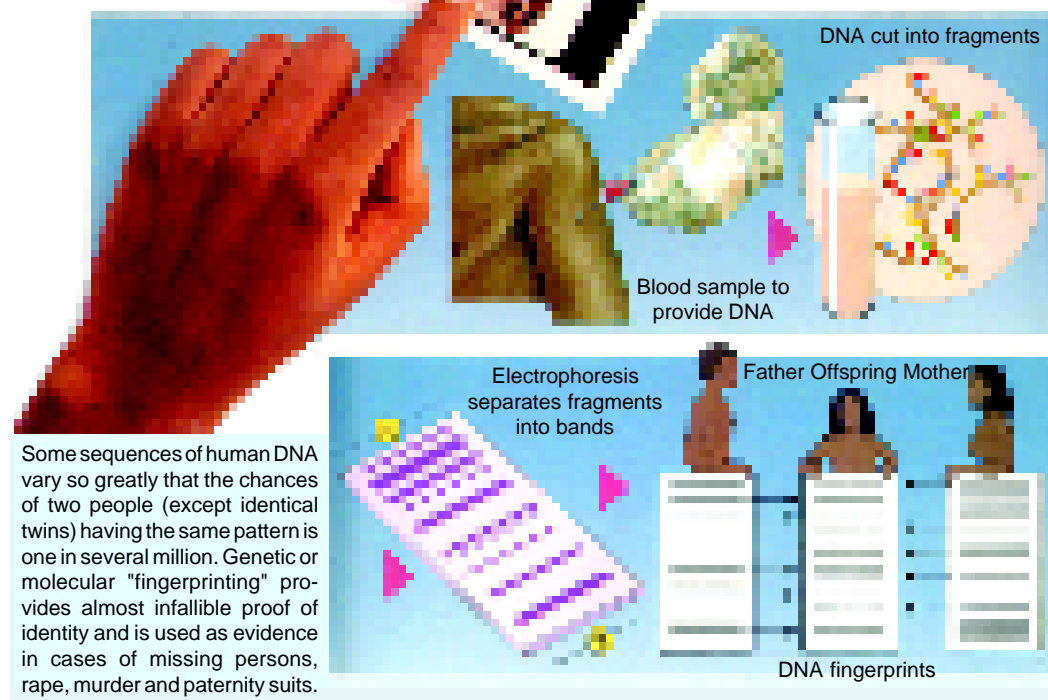 DNA cut into fragments
Blood sample to
provide DNA
Electrophoresis
separates fragments
into bands
Father Offspring Mother
Some sequences of human DNA
vary so greatly that the chances
of two people (except identical
twins) having the same pattern is
one in several million. Genetic or
molecular "fingerprinting" pro-
vides almost infallible proof of
identity and is used as evidence
in cases of missing persons,
rape, murder and paternity suits.
DNA fingerprints